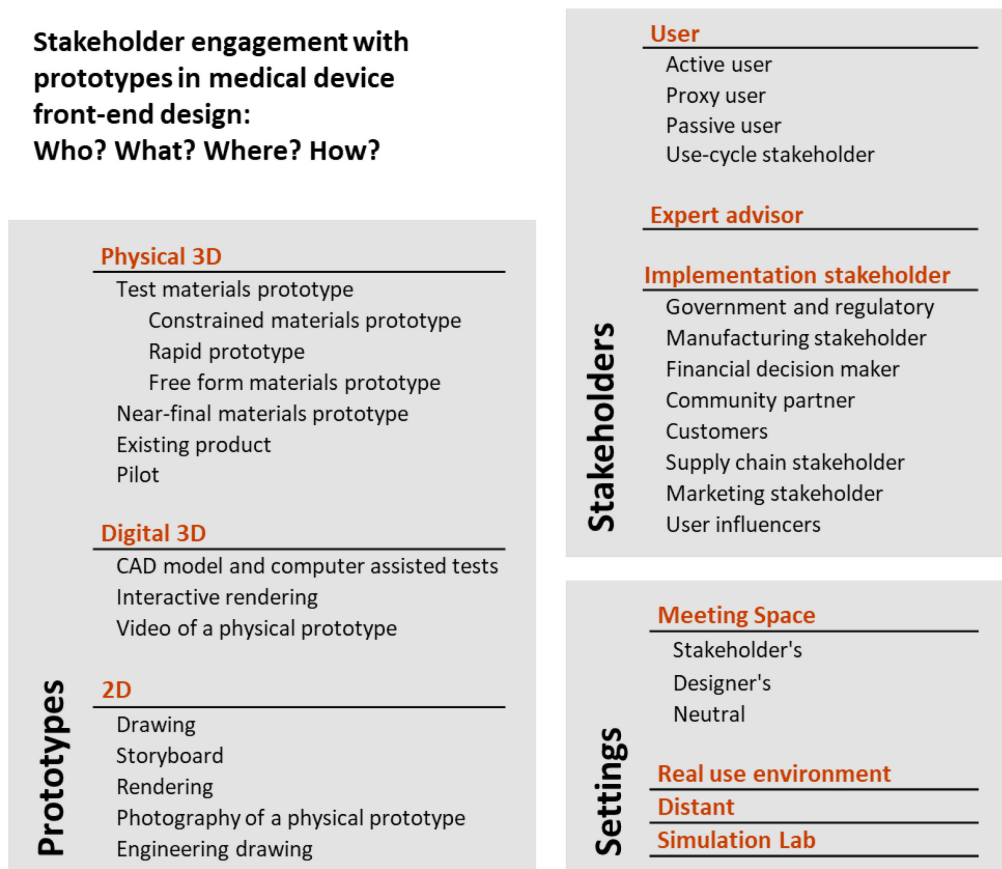 Stakeholder engagement with
prototypes in medical device
front-end design:
Who? What? Where? How?
Prototypes
Physical 3D
Test materials prototype
Constrained materials prototype
Rapid prototype
Free form materials prototype
Near-final materials prototype
Existing product
Pilot
Digital 3D
CAD model and computer assisted tests
Interactive rendering
Video of a physical prototype
2D
Drawing
Storyboard
Rendering
Photography of a physical prototype
Engineering drawing
Stakeholders
User
Active user
Proxy user
Passive user
Use-cycle stakeholder
Expert advisor
Implementation stakeholder
Government and regulatory
Manufacturing stakeholder
Financial decision maker
Community partner
Customers
Supply chain stakeholder
Marketing stakeholder
User influencers
Settings
Meeting Space
Stakeholder's
Designer's
Neutral
Real use environment
Distant
Simulation Lab